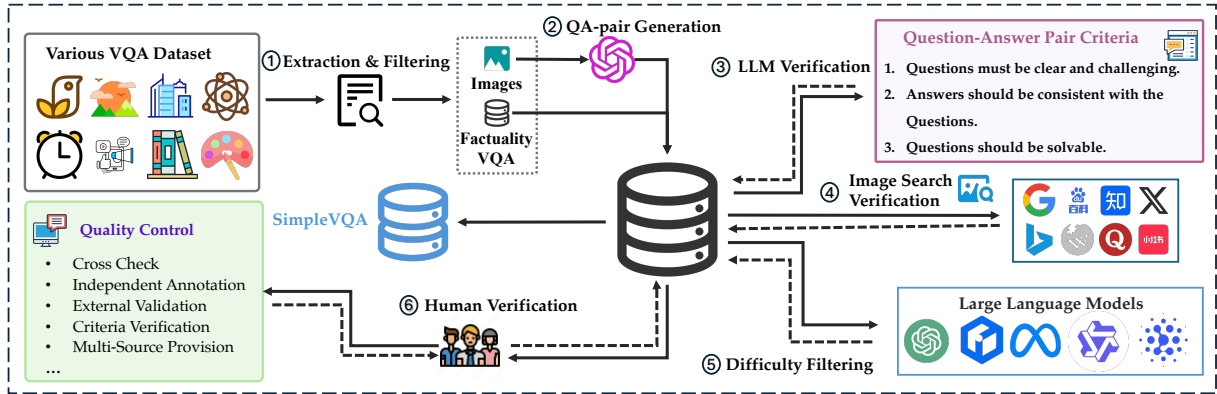 Various VQA Dataset
① Extraction & Filtering
② QA-pair Generation
Images
Factuality
VQA
③ LLM Verification
Question-Answer Pair Criteria
1. Questions must be clear and challenging.
2. Answers should be consistent with the
Questions.
3. Questions should be solvable.
④ Image Search
Verification
百度
知
小红书
SimpleVQA
Quality Control
• Cross Check
• Independent Annotation
• External Validation
• Criteria Verification
• Multi-Source Provision
...
⑥ Human Verification
⑤ Difficulty Filtering
Large Language Models